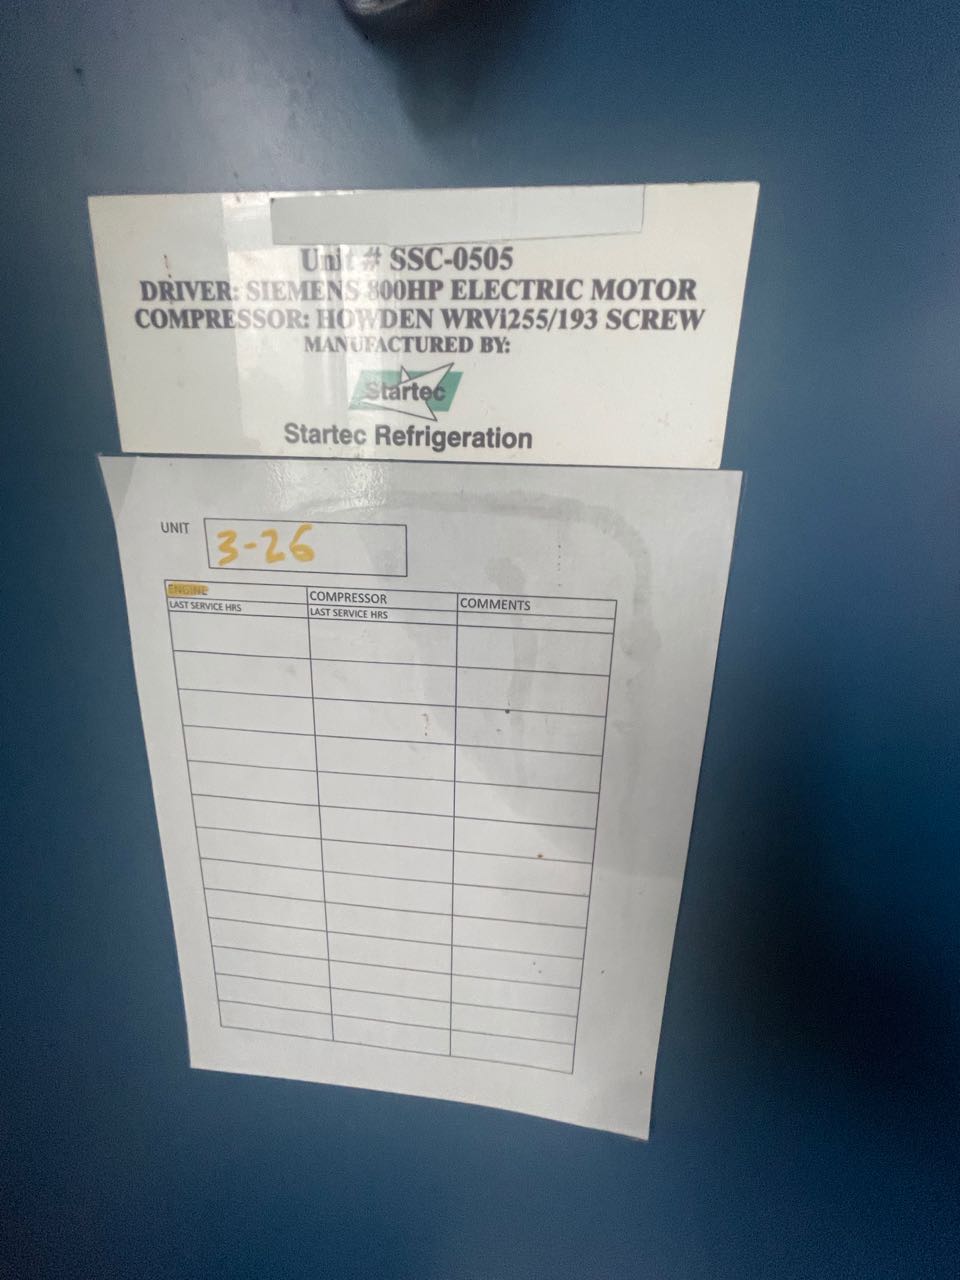 Unit # SSC-0505
DRIVER: SIEMENS 800HP ELECTRIC MOTOR
COMPRESSOR: HOWDEN WRVi255/193 SCREW
MANUFACTURED BY:
Startec
Startec Refrigeration
UNIT 3-26
ENGINE COMPRESSOR COMMENTS
LAST SERVICE HRS LAST SERVICE HRS